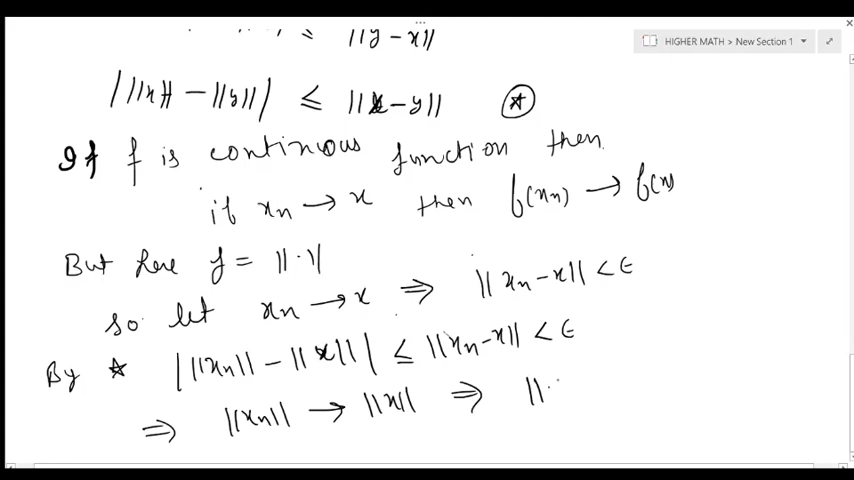 ≤ ||y - x||
HIGHER MATH > New Section 1
| ||x|| - ||y|| | ≤ ||x - y|| ★
If f is continuous function then
if xn → x then f(xn) → f(x)
But here f = ||·||
so let xn → x ⇒ ||xn - x|| < ε
By ★ | ||xn|| - ||x|| | ≤ ||xn - x|| < ε
⇒ ||xn|| → ||x|| ⇒ ||·